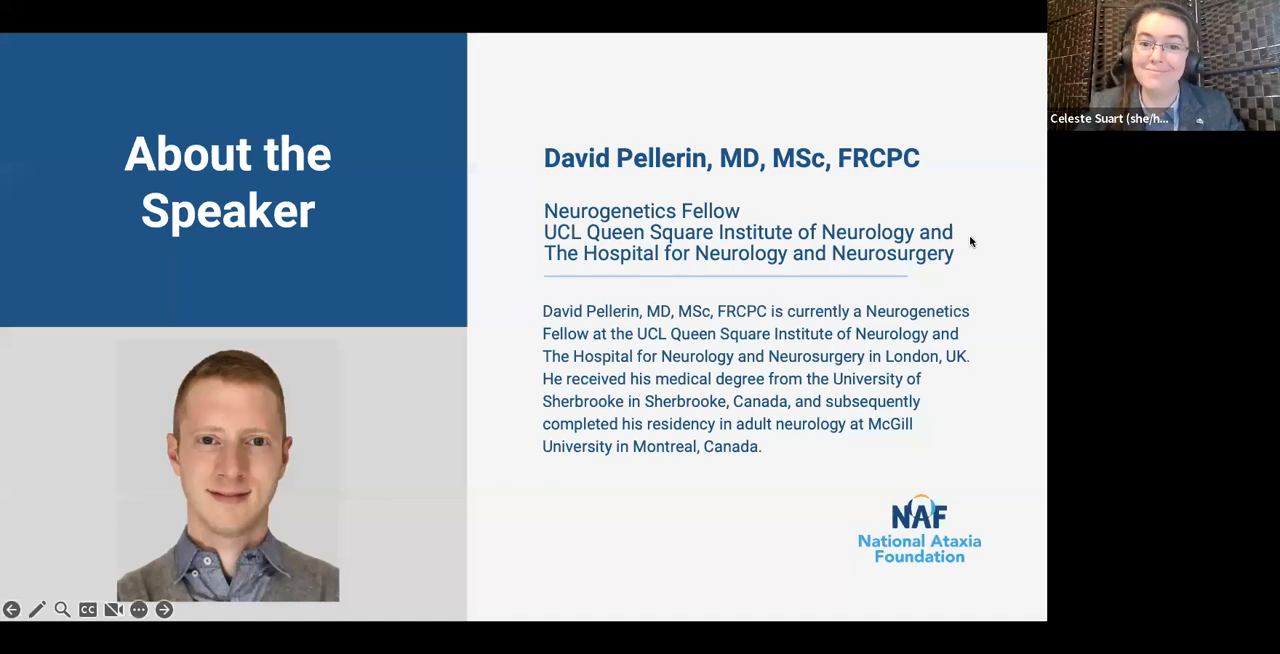 About the
Speaker
David Pellerin, MD, MSc, FRCPC
Neurogenetics Fellow
UCL Queen Square Institute of Neurology and
The Hospital for Neurology and Neurosurgery
David Pellerin, MD, MSc, FRCPC is currently a Neurogenetics
Fellow at the UCL Queen Square Institute of Neurology and
The Hospital for Neurology and Neurosurgery in London, UK.
He received his medical degree from the University of
Sherbrooke in Sherbrooke, Canada, and subsequently
completed his residency in adult neurology at McGill
University in Montreal, Canada.
NAF
National Ataxia
Foundation
CC
Celeste Suart (she/h...